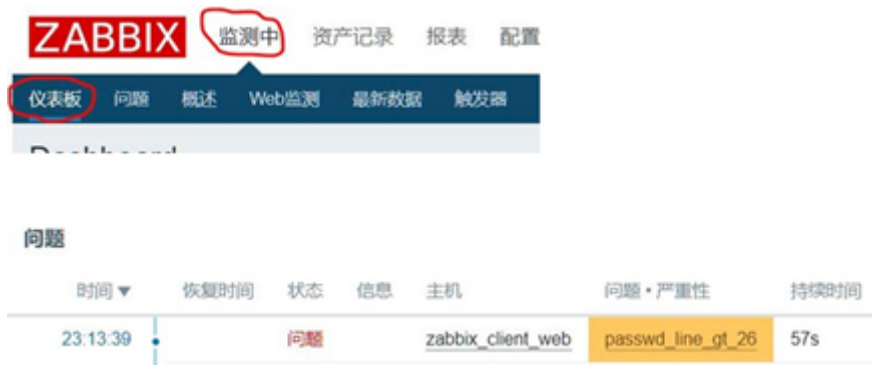 ZABBIX 监测中 资产记录 报表 配置
仪表板 问题 概述 Web监测 最新数据 触发器
问题
时间▼ 恢复时间 状态 信息 主机 问题・严重性 持续时间
23:13:39 问题 zabbix_client_web passwd_line_gt_26 57s